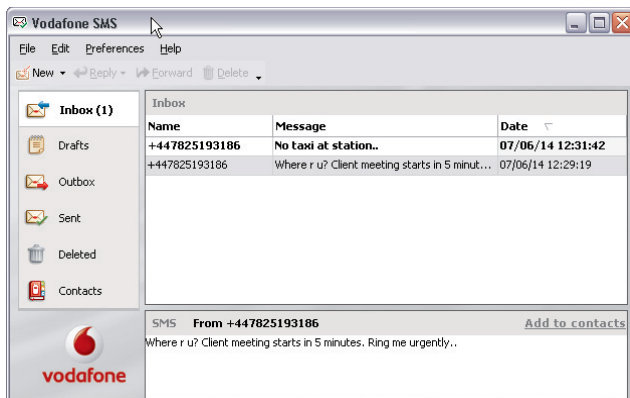 Vodafone SMS
File Edit Preferences Help
New Reply Forward Delete
Inbox (1)
Drafts
Outbox
Sent
Deleted
Contacts
vodafone
Inbox
Name Message Date
+447825193186 No taxi at station.. 07/06/14 12:31:42
+447825193186 Where r u? Client meeting starts in 5 minut... 07/06/14 12:29:19
SMS From +447825193186 Add to contacts
Where r u? Client meeting starts in 5 minutes. Ring me urgently..